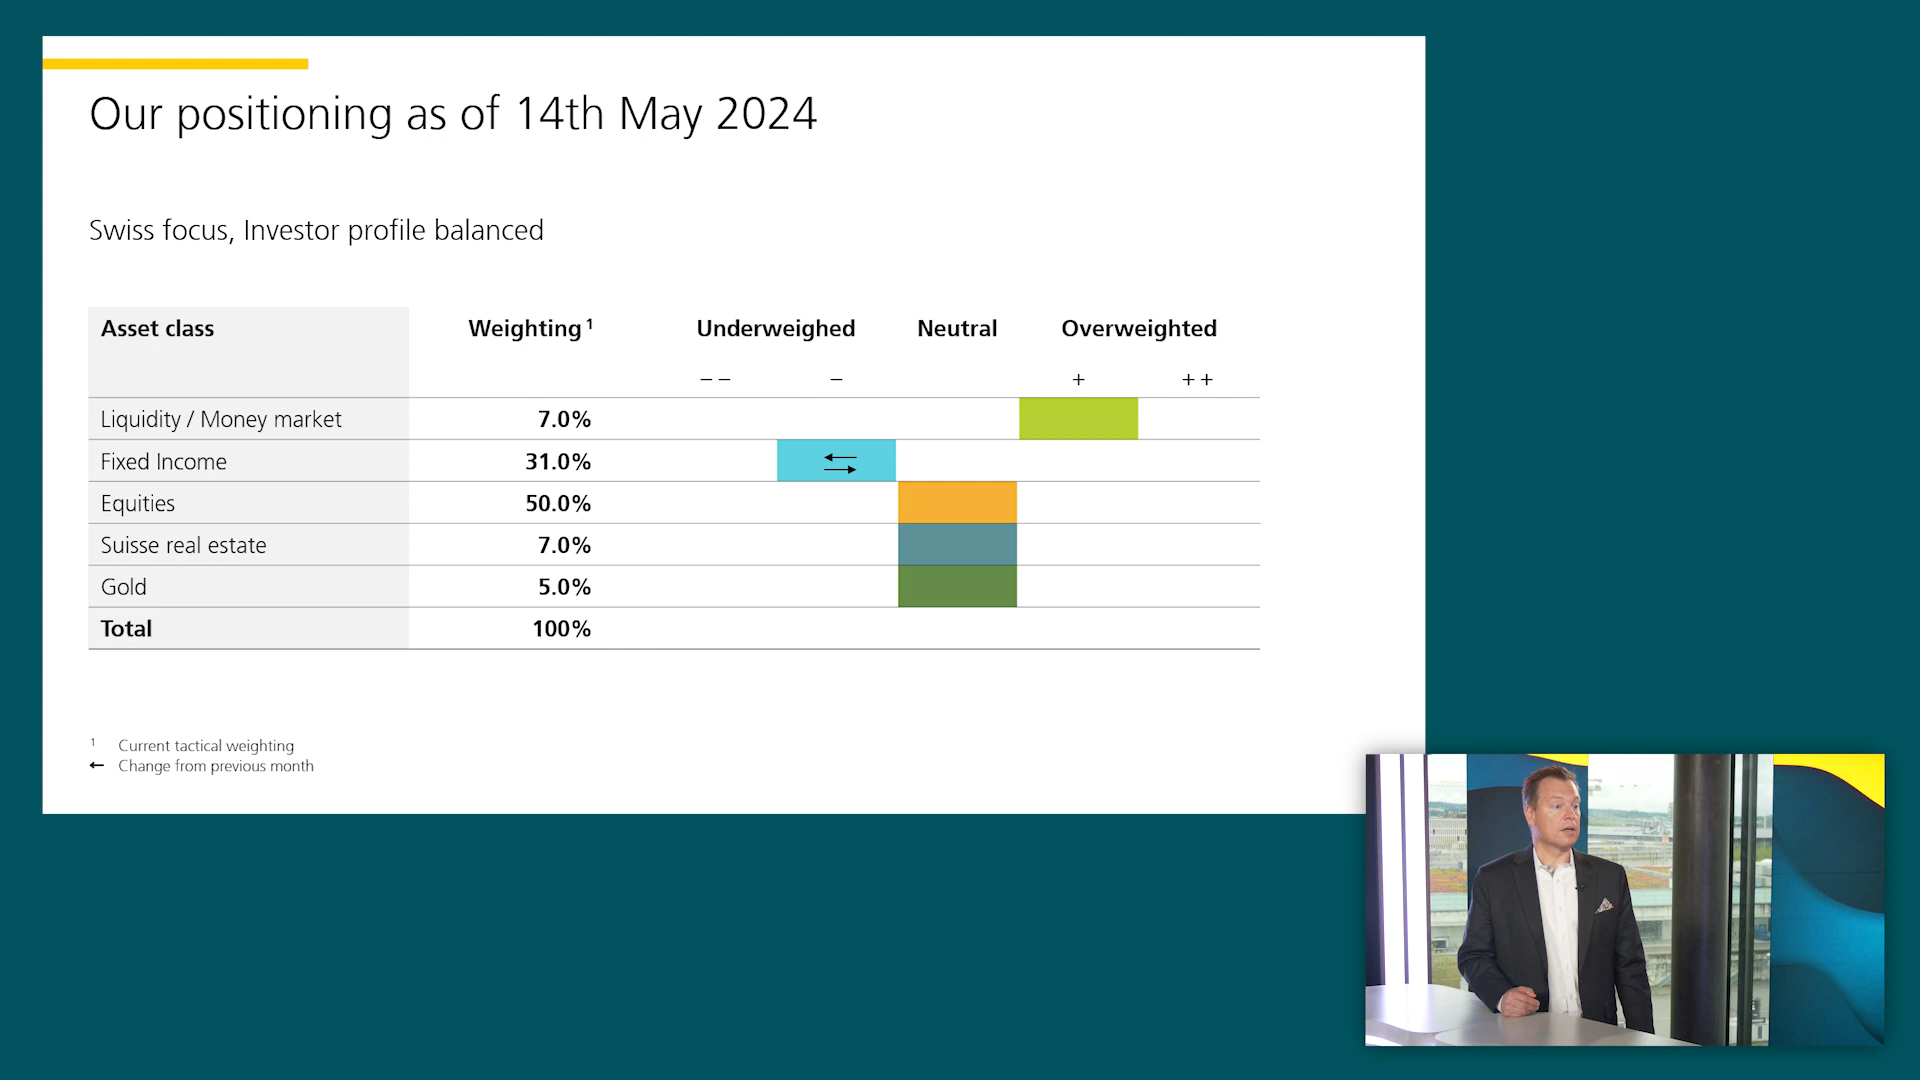 Our positioning as of 14th May 2024
Swiss focus, Investor profile balanced
Asset class Weighting ¹ Underweighed Neutral Overweighted
– – – + + +
Liquidity / Money market 7.0%
Fixed Income 31.0%
Equities 50.0%
Suisse real estate 7.0%
Gold 5.0%
Total 100%
¹ Current tactical weighting
← Change from previous month